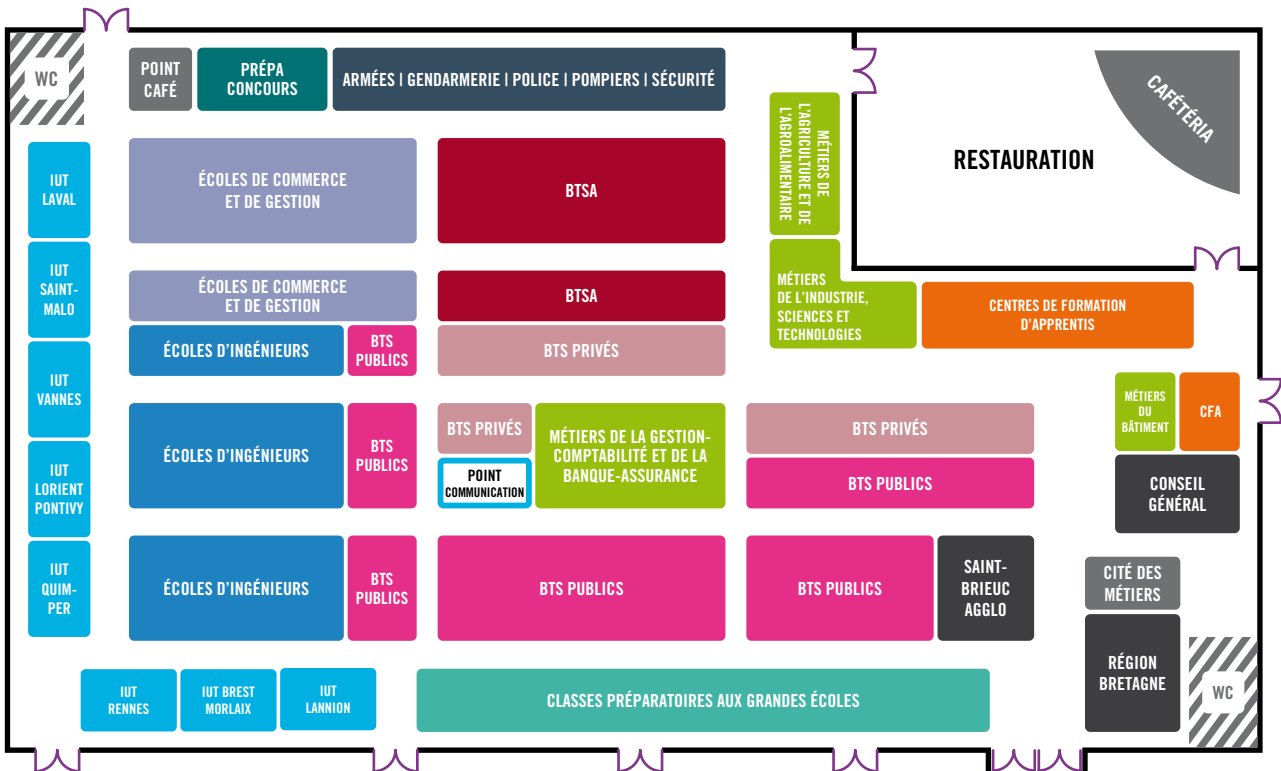 WC
POINT
CAFÉ
PRÉPA
CONCOURS
ARMÉES | GENDARMERIE | POLICE | POMPIERS | SÉCURITÉ
MÉTIERS DE
L'AGRICULTURE ET DE
L'AGROALIMENTAIRE
RESTAURATION
CAFÉTÉRIA
IUT
LAVAL
ÉCOLES DE COMMERCE
ET DE GESTION
BTSA
IUT
SAINT-
MALO
ÉCOLES DE COMMERCE
ET DE GESTION
BTSA
MÉTIERS
DE L'INDUSTRIE,
SCIENCES ET
TECHNOLOGIES
CENTRES DE FORMATION
D'APPRENTIS
ÉCOLES D'INGÉNIEURS
BTS
PUBLICS
BTS PRIVÉS
IUT
VANNES
MÉTIERS
DU
BÂTIMENT
CFA
ÉCOLES D'INGÉNIEURS
BTS
PUBLICS
BTS PRIVÉS
POINT
COMMUNICATION
MÉTIERS DE LA GESTION-
COMPTABILITÉ ET DE LA
BANQUE-ASSURANCE
BTS PRIVÉS
BTS PUBLICS
IUT
LORIENT
PONTIVY
CONSEIL
GÉNÉRAL
IUT
QUIM-
PER
ÉCOLES D'INGÉNIEURS
BTS
PUBLICS
BTS PUBLICS
BTS PUBLICS
SAINT-
BRIEUC
AGGLO
CITÉ DES
MÉTIERS
RÉGION
BRETAGNE
WC
IUT
RENNES
IUT BREST
MORLAIX
IUT
LANNION
CLASSES PRÉPARATOIRES AUX GRANDES ÉCOLES